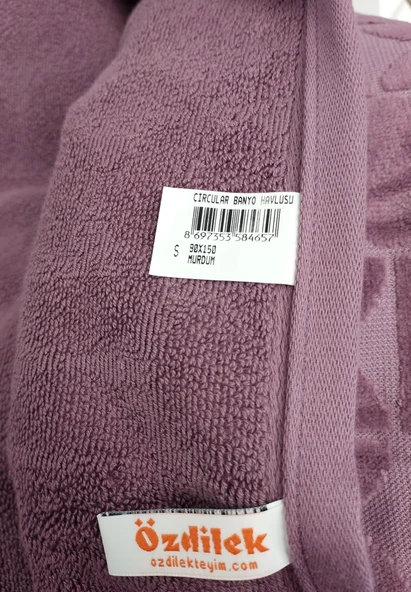 CIRCULAR BANYO HAVLUSU
8 697353 584657
S 90X150
MURDUM
Özdilek
ozdilekteyim.com